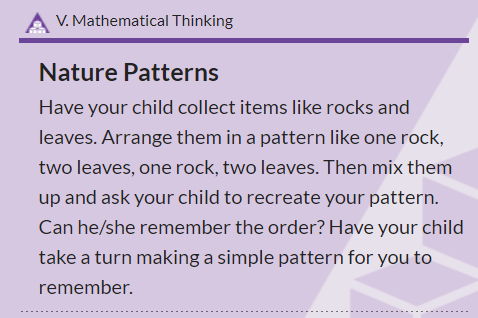 V. Mathematical Thinking
Nature Patterns
Have your child collect items like rocks and
leaves. Arrange them in a pattern like one rock,
two leaves, one rock, two leaves. Then mix them
up and ask your child to recreate your pattern.
Can he/she remember the order? Have your child
take a turn making a simple pattern for you to
remember.